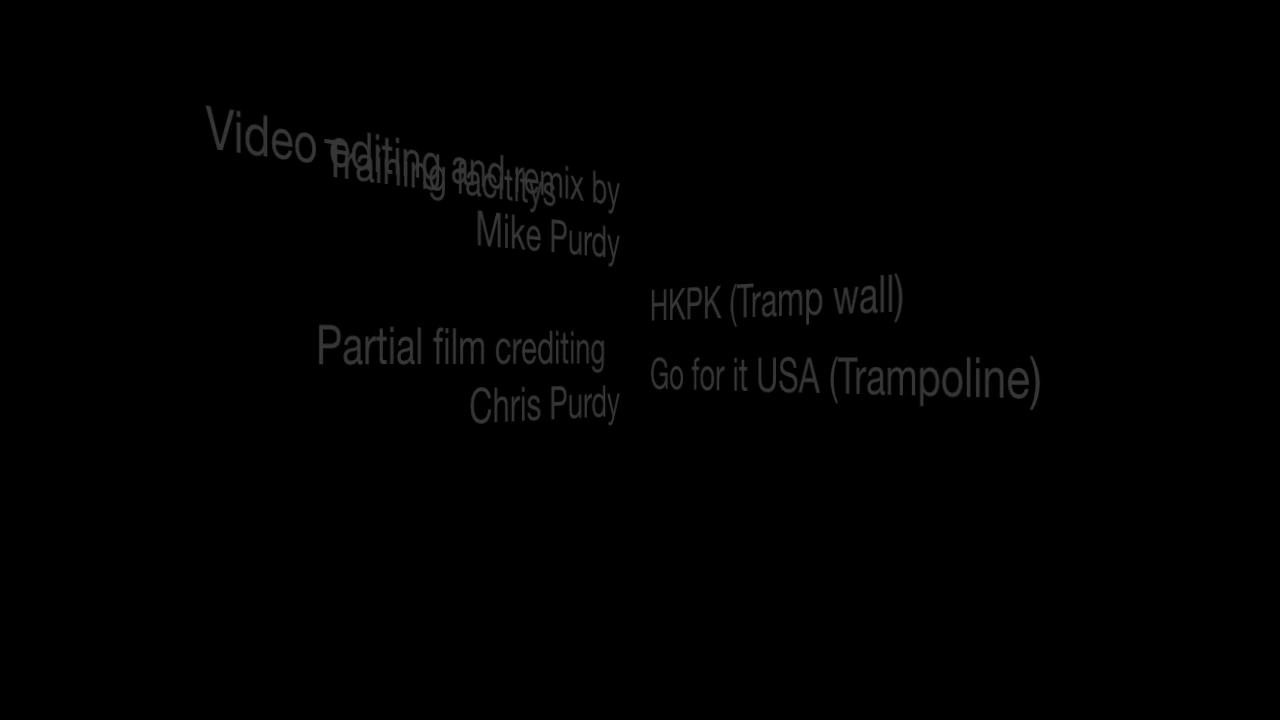 Video editing and remix by
Training facititys
Mike Purdy
HKPK (Tramp wall)
Partial film crediting
Go for it USA (Trampoline)
Chris Purdy